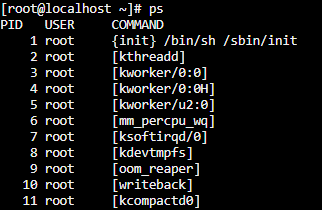 [root@localhost ~]# ps
PID   USER     COMMAND
    1 root     {init} /bin/sh /sbin/init
    2 root     [kthreadd]
    3 root     [kworker/0:0]
    4 root     [kworker/0:0H]
    5 root     [kworker/u2:0]
    6 root     [mm_percpu_wq]
    7 root     [ksoftirqd/0]
    8 root     [kdevtmpfs]
    9 root     [oom_reaper]
   10 root     [writeback]
   11 root     [kcompactd0]